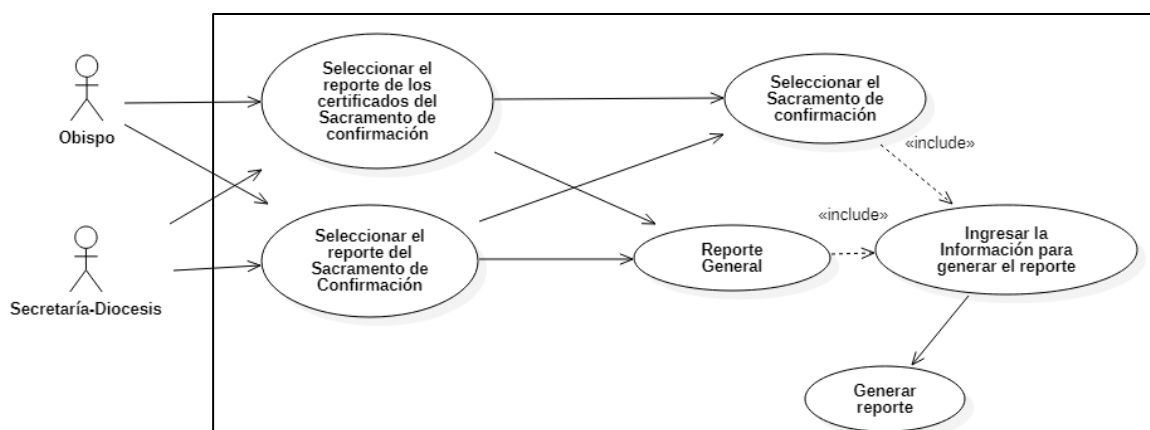 Obispo
Secretaría-Diocesis
Seleccionar el
reporte de los
certificados del
Sacramento de
confirmación
Seleccionar el
reporte del
Sacramento de
Confirmación
Seleccionar el
Sacramento de
confirmación
«include»
«include»
Reporte
General
Ingresar la
Información para
generar el reporte
Generar
reporte